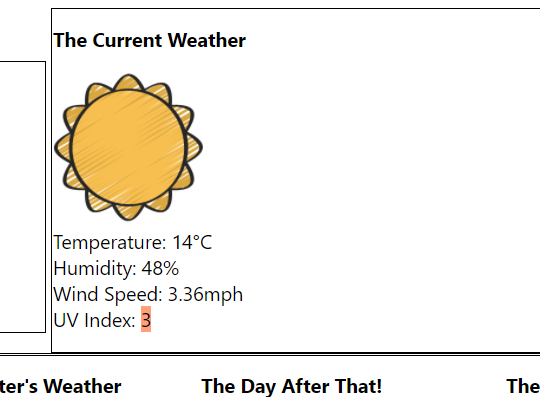 The Current Weather
Temperature: 14°C
Humidity: 48%
Wind Speed: 3.36mph
UV Index: 3
ter's Weather
The Day After That!
The